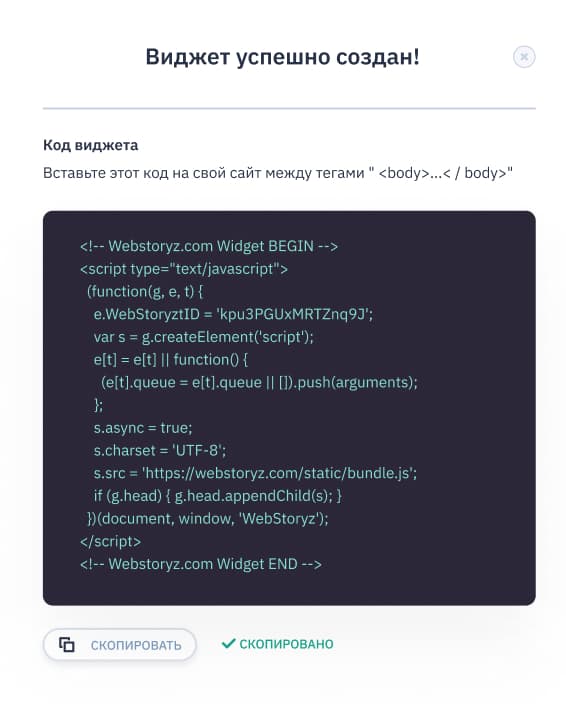 Виджет успешно создан!
Код виджета
Вставьте этот код на свой сайт между тегами " <body>...< / body>"
<!-- Webstoryz.com Widget BEGIN -->
<script type="text/javascript">
(function(g, e, t) {
e.WebStoryztID = 'kpu3PGUxMRTZnq9J';
var s = g.createElement('script');
e[t] = e[t] || function() {
(e[t].queue = e[t].queue || []).push(arguments);
};
s.async = true;
s.charset = 'UTF-8';
s.src = 'https://webstoryz.com/static/bundle.js';
if (g.head) { g.head.appendChild(s); }
})(document, window, 'WebStoryz');
</script>
<!-- Webstoryz.com Widget END -->
СКОПИРОВАТЬ СКОПИРОВАНО